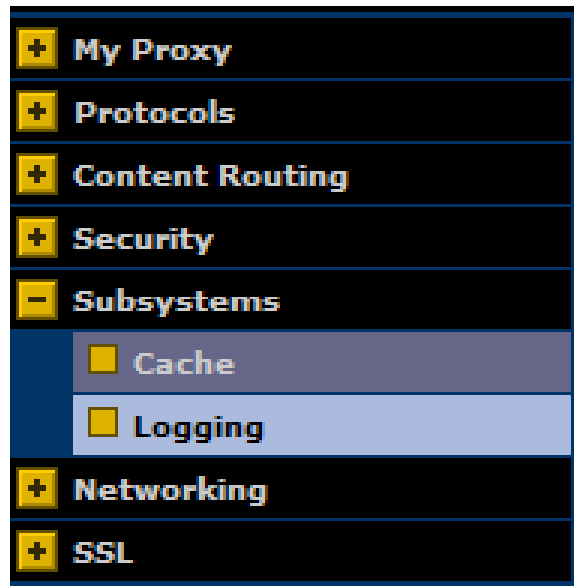 My Proxy
Protocols
Content Routing
Security
Subsystems
Cache
Logging
Networking
SSL